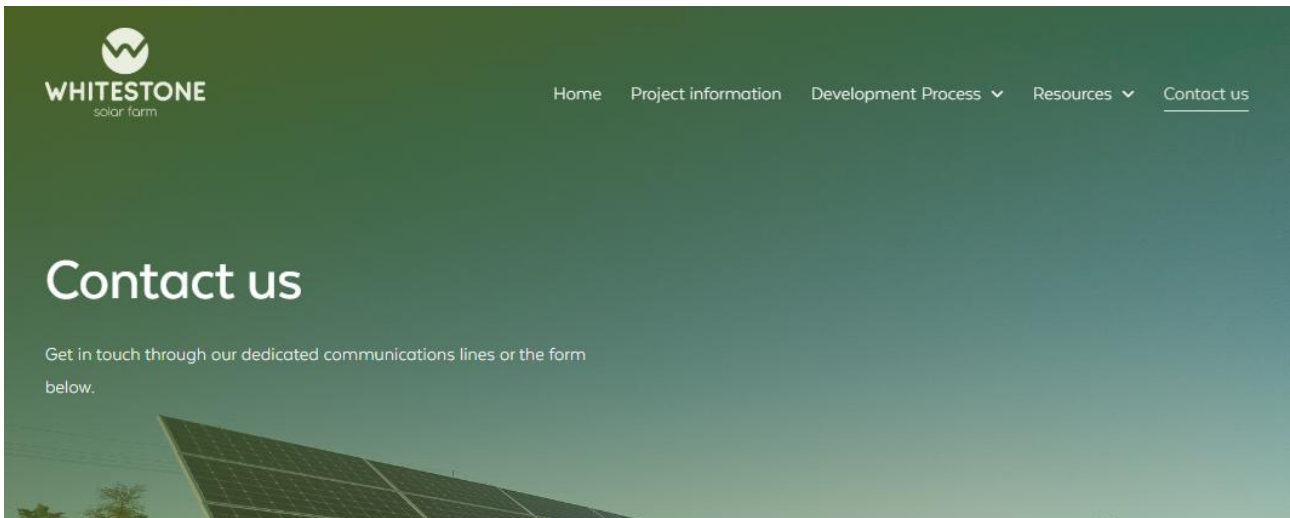 WHITESTONE
solar farm
Home Project information Development Process Resources Contact us
Contact us
Get in touch through our dedicated communications lines or the form
below.